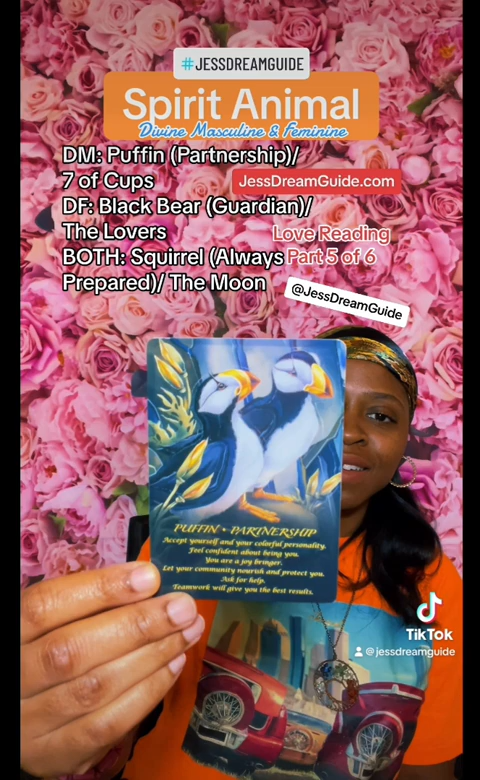 #JESSDREAMGUIDE
Spirit Animal
Divine Masculine & Feminine
DM: Puffin (Partnership)/
7 of Cups
JessDreamGuide.com
DF: Black Bear (Guardian)/
The Lovers
Love Reading
BOTH: Squirrel (Always
Part 5 of 6
Prepared)/ The Moon
@JessDreamGuide
PUFFIN • PARTNERSHIP
Accept yourself and your colorful personality.
Feel confident about being you.
You are a joy bringer.
Let your community nourish and protect you.
Ask for help.
Teamwork will give you the best results.
TikTok
@jessdreamguide